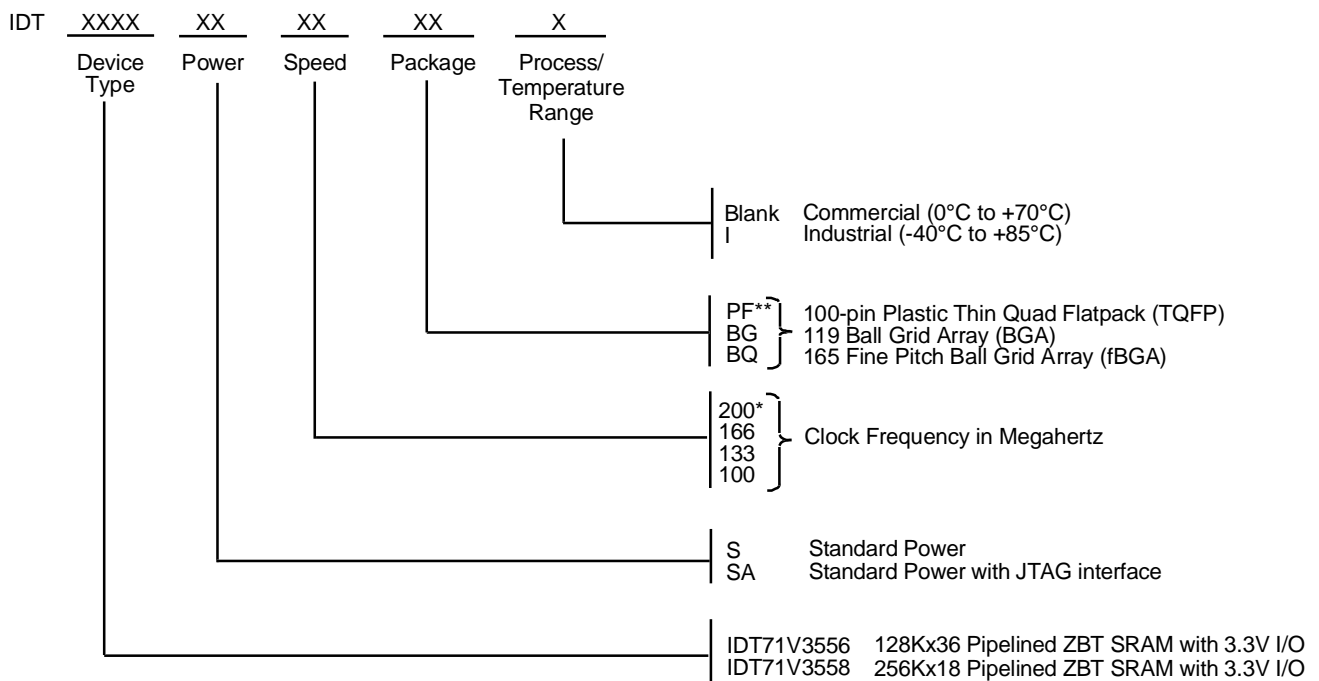 IDT XXXX XX XX XX X
Device Type Power Speed Package Process/ Temperature Range
Blank Commercial (0°C to +70°C)
I Industrial (-40°C to +85°C)
PF** 100-pin Plastic Thin Quad Flatpack (TQFP)
BG 119 Ball Grid Array (BGA)
BQ 165 Fine Pitch Ball Grid Array (fBGA)
200*
166
133
100
Clock Frequency in Megahertz
S Standard Power
SA Standard Power with JTAG interface
IDT71V3556 128Kx36 Pipelined ZBT SRAM with 3.3V I/O
IDT71V3558 256Kx18 Pipelined ZBT SRAM with 3.3V I/O